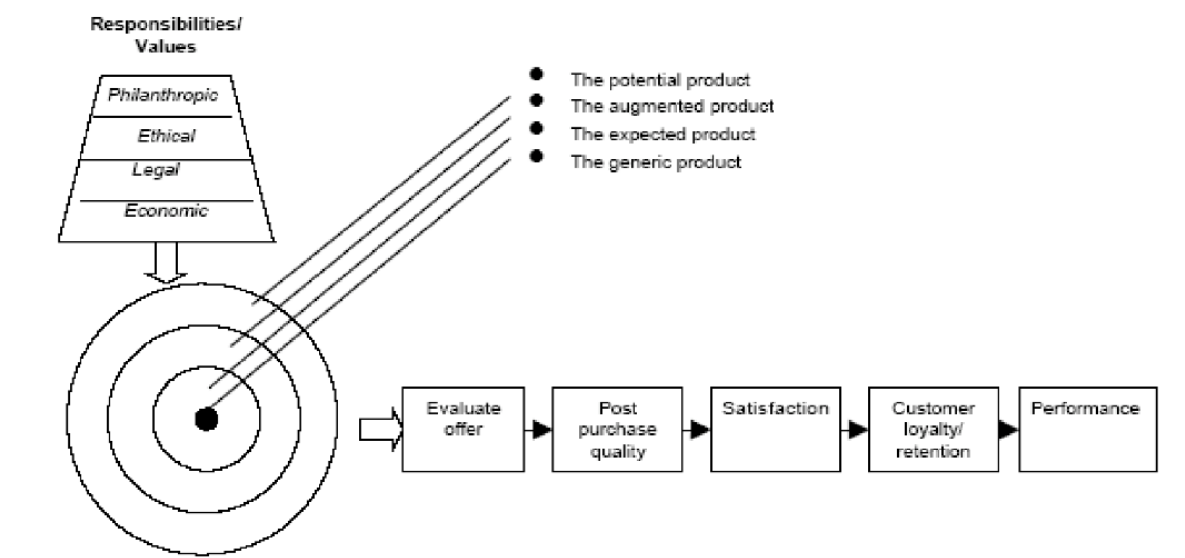 Responsibilities/
Values
Philanthropic
Ethical
Legal
Economic
The potential product
The augmented product
The expected product
The generic product
Evaluate
offer
Post
purchase
quality
Satisfaction
Customer
loyalty/
retention
Performance